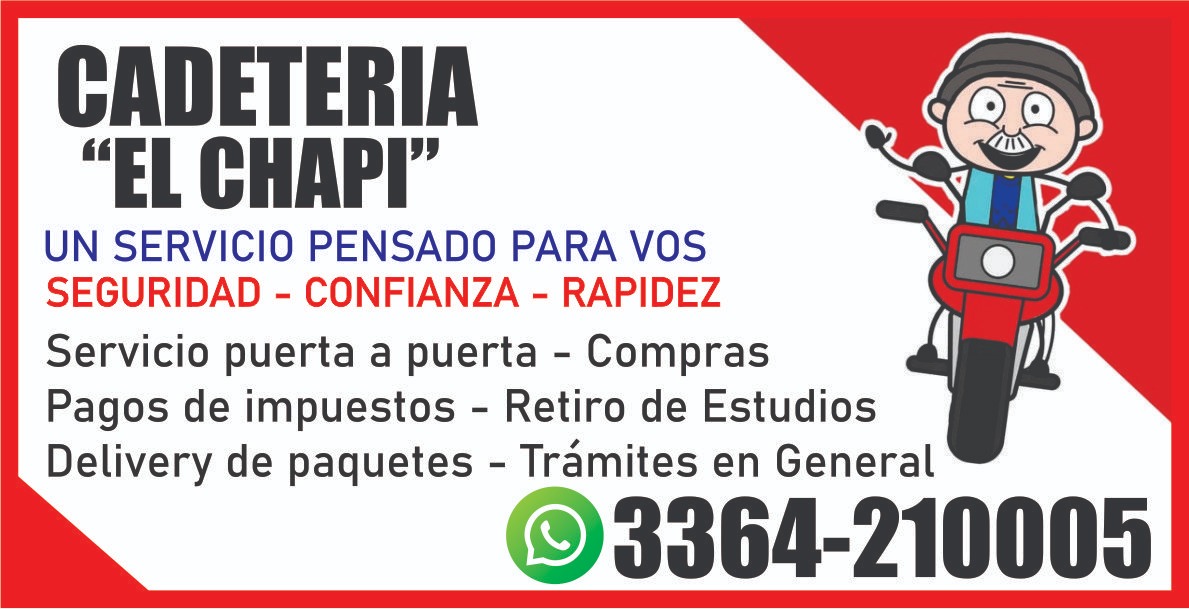 CADETERIA
“EL CHAPI”
UN SERVICIO PENSADO PARA VOS
SEGURIDAD - CONFIANZA - RAPIDEZ
Servicio puerta a puerta - Compras
Pagos de impuestos - Retiro de Estudios
Delivery de paquetes - Trámites en General
3364-210005